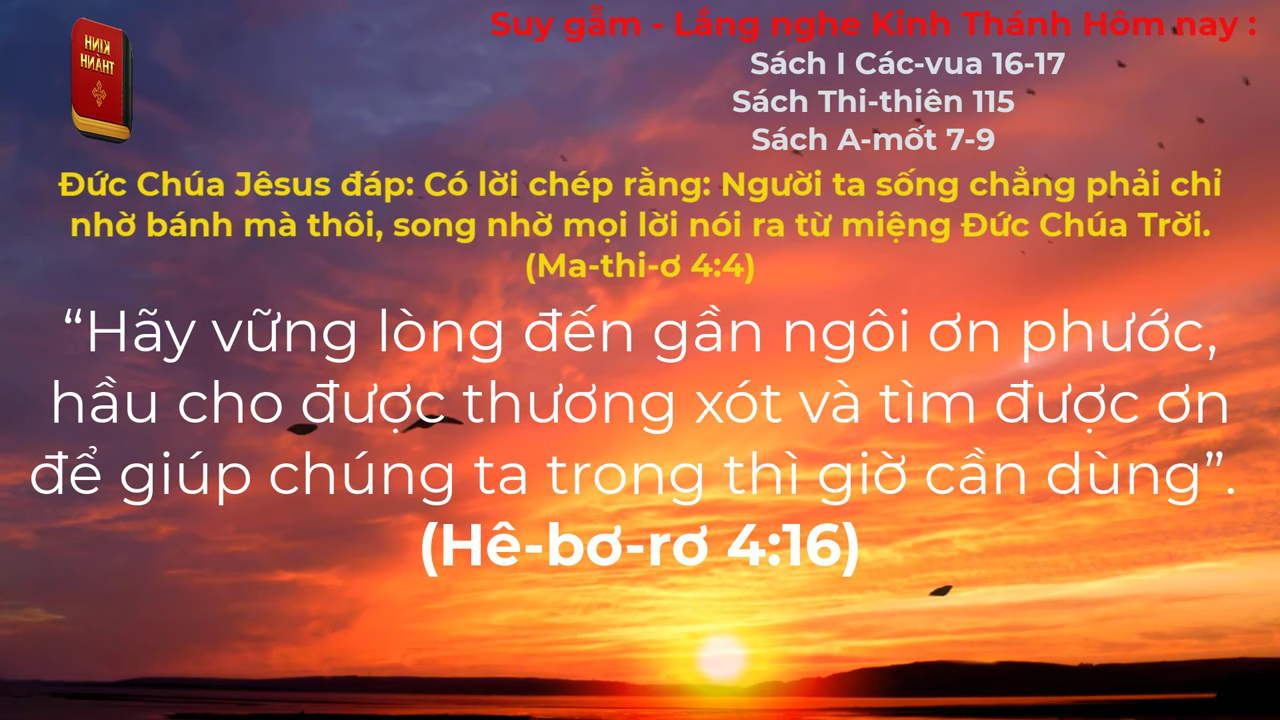 KINH
THÁNH
Suy gẫm - Lắng nghe Kinh Thánh Hôm nay :
Sách I Các-vua 16-17
Sách Thi-thiên 115
Sách A-mốt 7-9
Đức Chúa Jêsus đáp: Có lời chép rằng: Người ta sống chẳng phải chỉ
nhờ bánh mà thôi, song nhờ mọi lời nói ra từ miệng Đức Chúa Trời.
(Ma-thi-ơ 4:4)
“Hãy vững lòng đến gần ngôi ơn phước,
hầu cho được thương xót và tìm được ơn
để giúp chúng ta trong thì giờ cần dùng”.
(Hê-bơ-rơ 4:16)